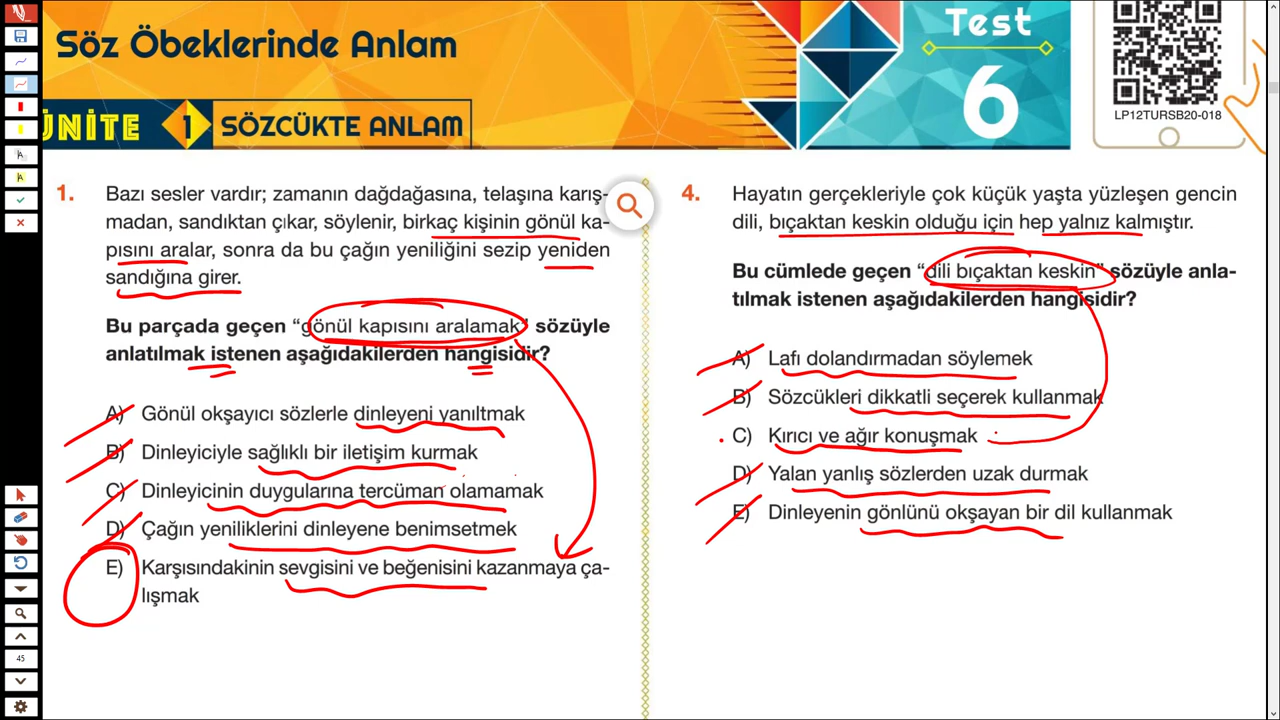 Söz Öbeklerinde Anlam
Test
6
ÜNİTE 1 SÖZCÜKTE ANLAM
LP12TURSB20-018
1. Bazı sesler vardır; zamanın dağdağasına, telaşına karış-
madan, sandıktan çıkar, söylenir, birkaç kişinin gönül ka-
pısını aralar, sonra da bu çağın yeniliğini sezip yeniden
sandığına girer.
Bu parçada geçen “gönül kapısını aralamak” sözüyle
anlatılmak istenen aşağıdakilerden hangisidir?
A) Gönül okşayıcı sözlerle dinleyeni yanıltmak
B) Dinleyiciyle sağlıklı bir iletişim kurmak
C) Dinleyicinin duygularına tercüman olamamak
D) Çağın yeniliklerini dinleyene benimsetmek
E) Karşısındakinin sevgisini ve beğenisini kazanmaya ça-
lışmak
4. Hayatın gerçekleriyle çok küçük yaşta yüzleşen gencin
dili, bıçaktan keskin olduğu için hep yalnız kalmıştır.
Bu cümlede geçen “dili bıçaktan keskin” sözüyle anla-
tılmak istenen aşağıdakilerden hangisidir?
A) Lafı dolandırmadan söylemek
B) Sözcükleri dikkatli seçerek kullanmak
C) Kırıcı ve ağır konuşmak
D) Yalan yanlış sözlerden uzak durmak
E) Dinleyenin gönlünü okşayan bir dil kullanmak
45